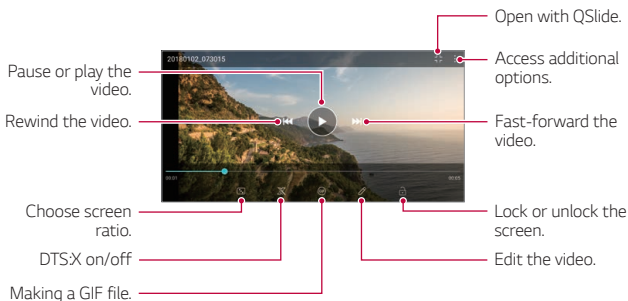 Open with QSlide.
20180102_073015
Access additional
options.
Pause or play the
video.
Rewind the video.
Fast-forward the
video.
00:01
00:05
Choose screen
ratio.
Lock or unlock the
screen.
DTS:X on/off
Edit the video.
Making a GIF file.